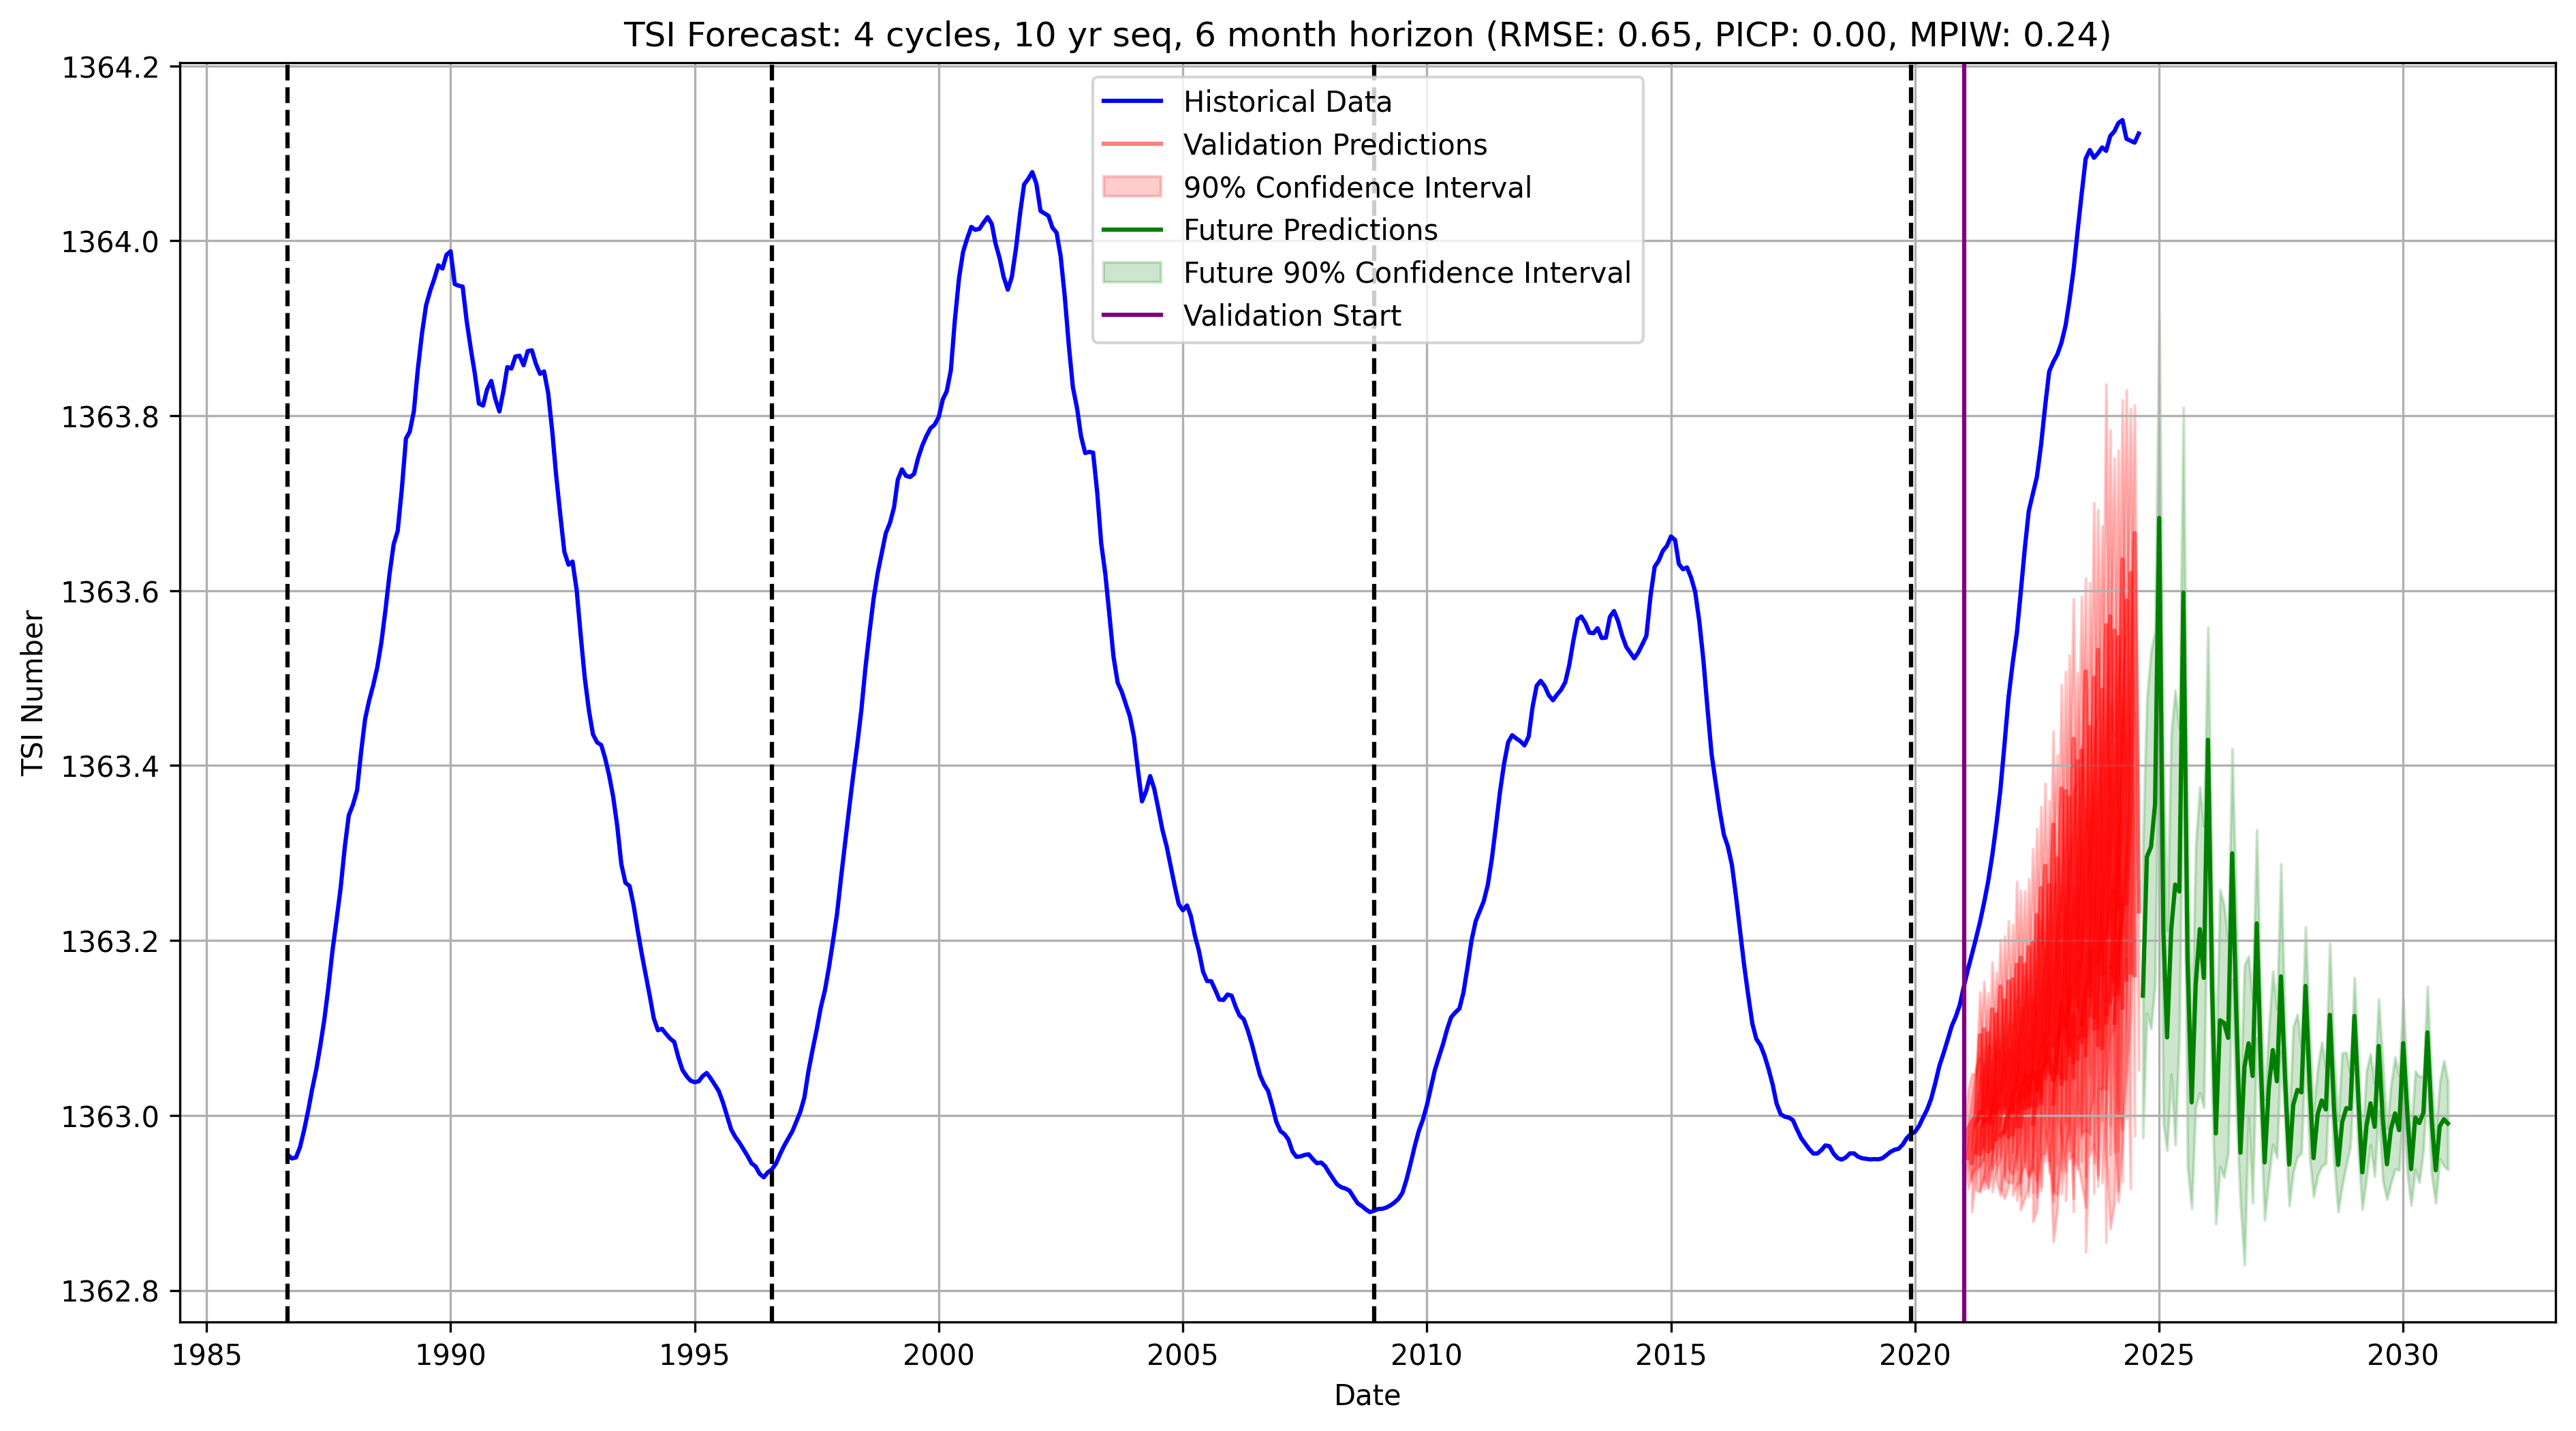 TSI Forecast: 4 cycles, 10 yr seq, 6 month horizon (RMSE: 0.65, PICP: 0.00, MPIW: 0.24)
Historical Data
Validation Predictions
90% Confidence Interval
Future Predictions
Future 90% Confidence Interval
Validation Start
TSI Number
1364.2
1364.0
1363.8
1363.6
1363.4
1363.2
1363.0
1362.8
1985 1990 1995 2000 2005 2010 2015 2020 2025 2030
Date